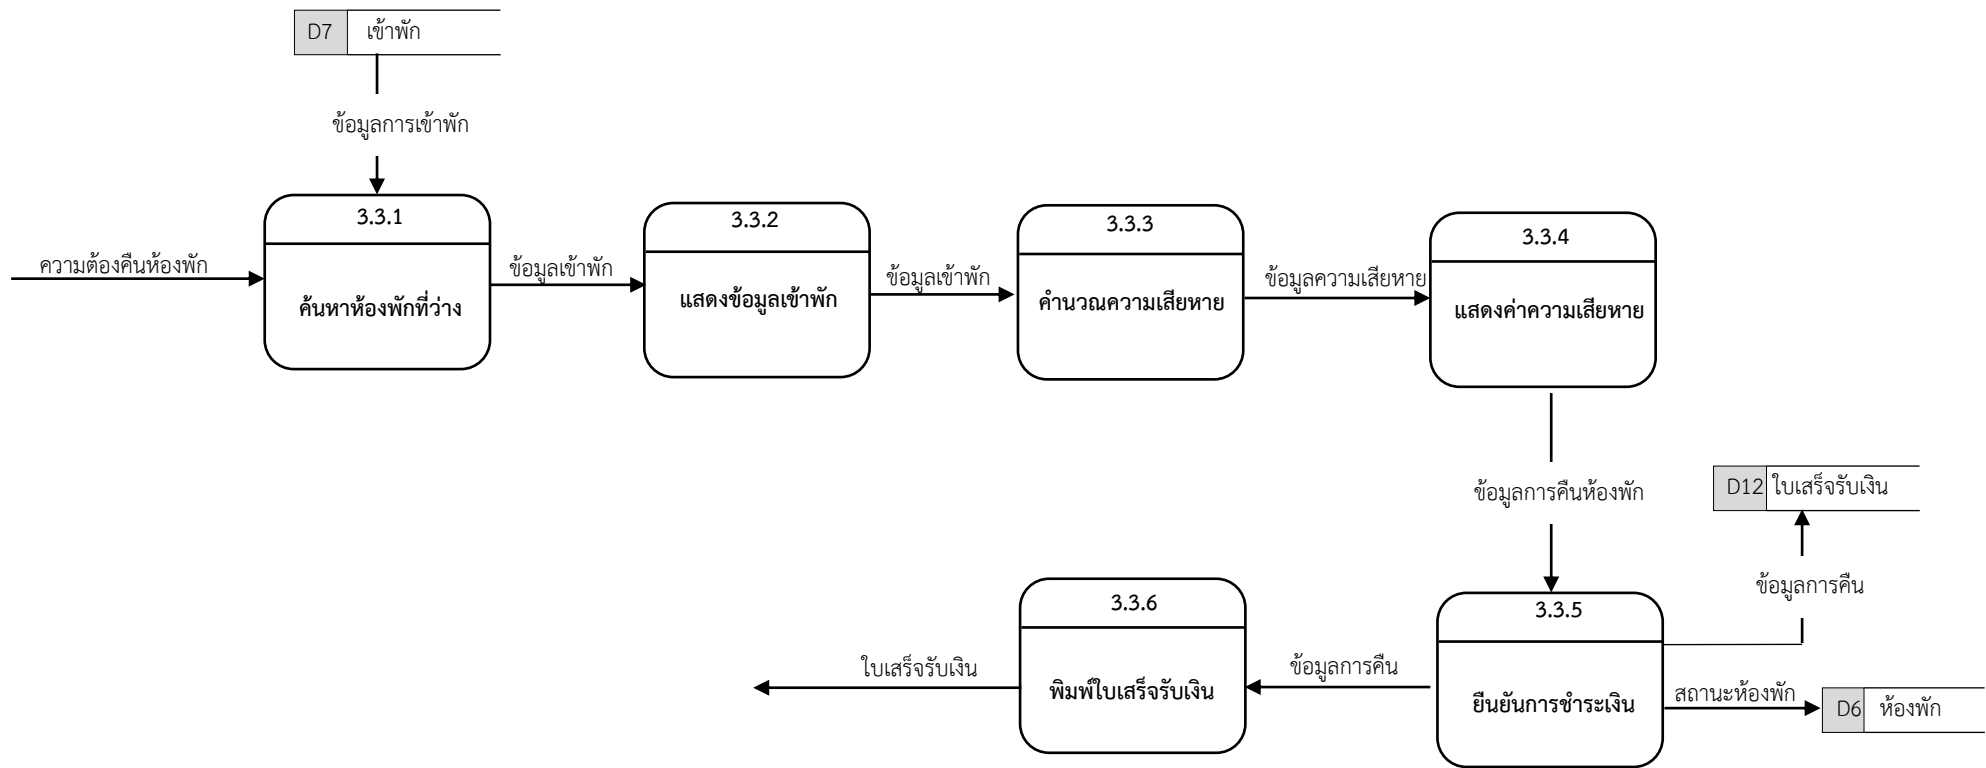 D7 เข้าพัก
ข้อมูลการเข้าพัก
3.3.1
ค้นหาห้องพักที่ว่าง
ความต้องคืนห้องพัก
ข้อมูลเข้าพัก
3.3.2
แสดงข้อมูลเข้าพัก
ข้อมูลเข้าพัก
3.3.3
คำนวณความเสียหาย
ข้อมูลความเสียหาย
3.3.4
แสดงค่าความเสียหาย
ข้อมูลการคืนห้องพัก
D12 ใบเสร็จรับเงิน
ข้อมูลการคืน
3.3.5
ยืนยันการชำระเงิน
สถานะห้องพัก
D6 ห้องพัก
ข้อมูลการคืน
3.3.6
พิมพ์ใบเสร็จรับเงิน
ใบเสร็จรับเงิน